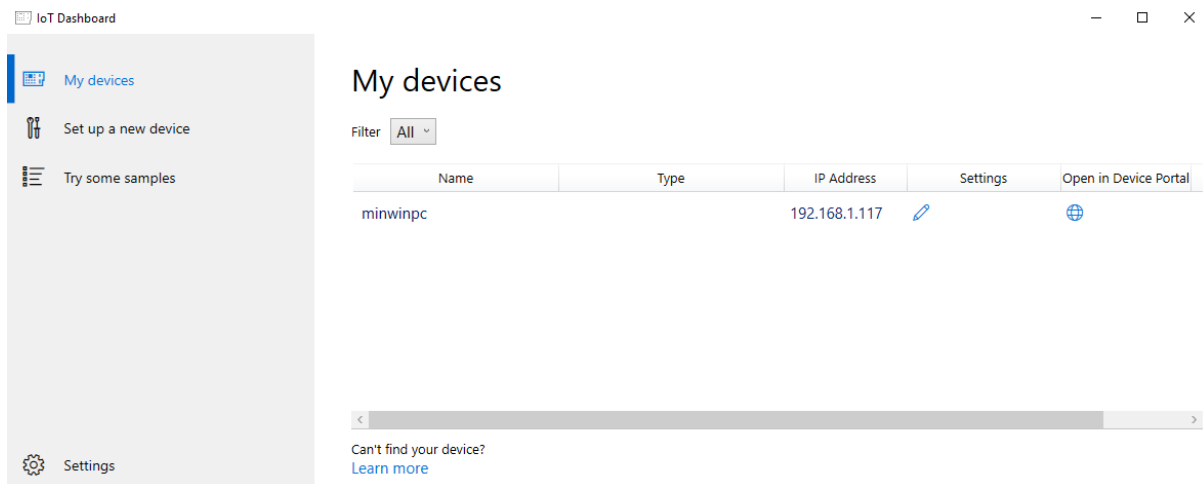 IoT Dashboard
My devices
Set up a new device
Try some samples
Settings
My devices
Filter All
Name Type IP Address Settings Open in Device Portal
minwinpc 192.168.1.117
Can't find your device?
Learn more